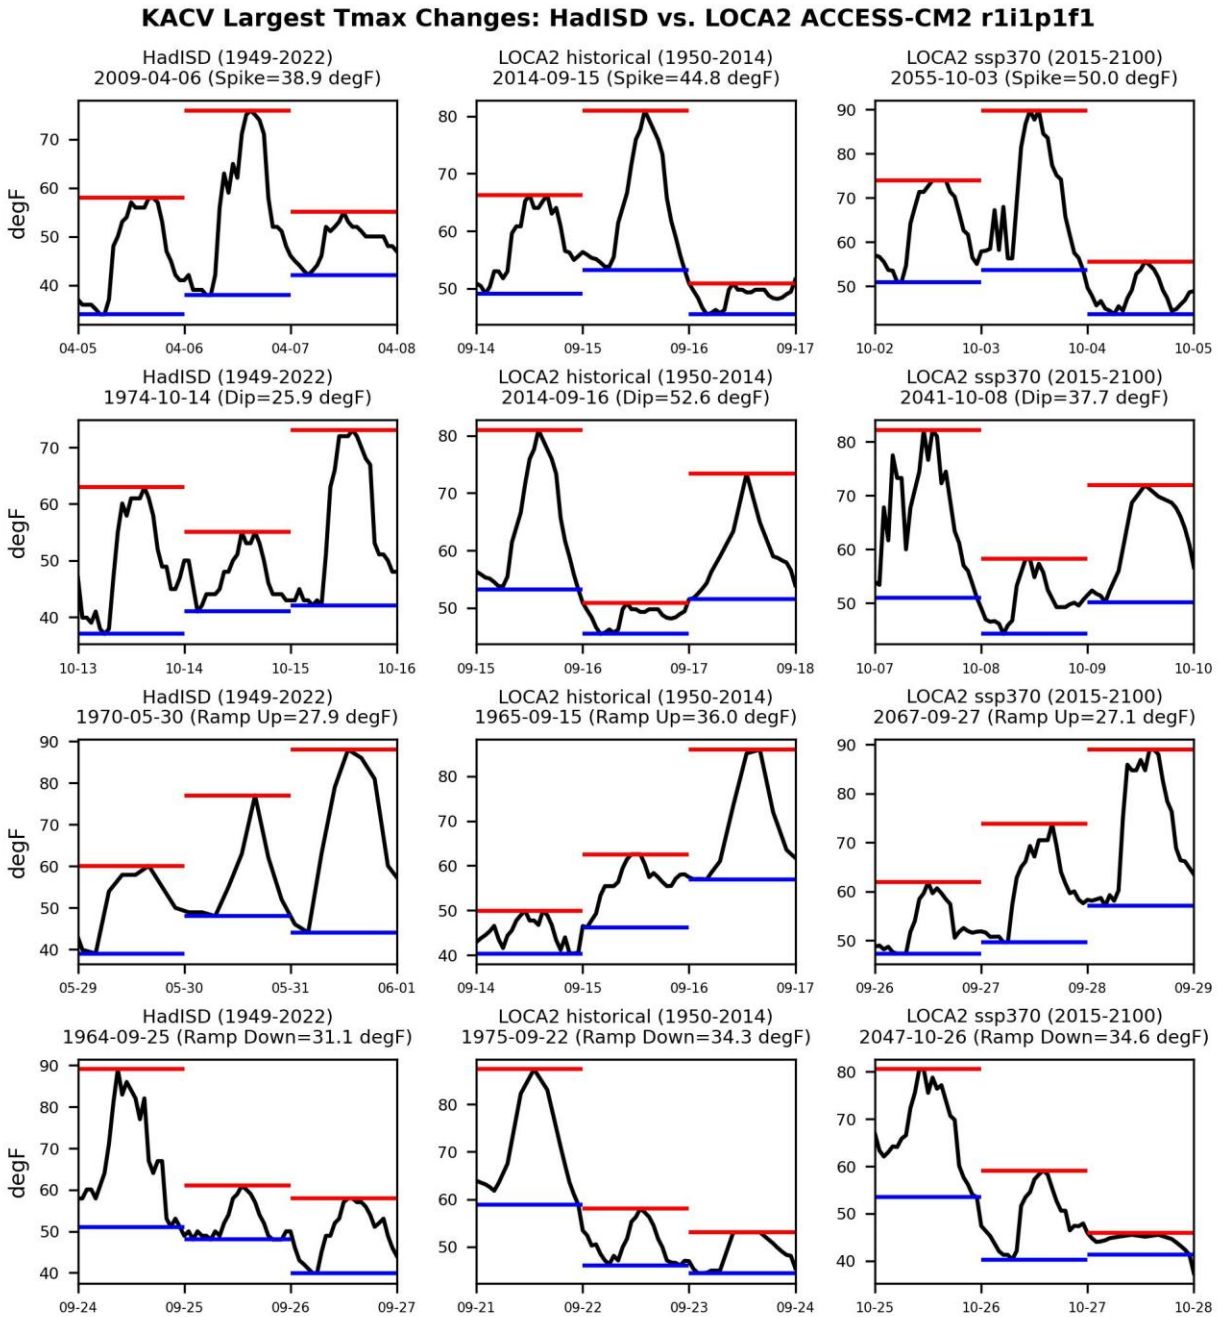 KACV Largest Tmax Changes: HadISD vs. LOCA2 ACCESS-CM2 r1i1p1f1
HadISD (1949-2022)
2009-04-06 (Spike=38.9 degF)
LOCA2 historical (1950-2014)
2014-09-15 (Spike=44.8 degF)
LOCA2 ssp370 (2015-2100)
2055-10-03 (Spike=50.0 degF)
degF
70
60
50
40
04-05 04-06 04-07 04-08
80
70
60
50
09-14 09-15 09-16 09-17
90
80
70
60
50
10-02 10-03 10-04 10-05
HadISD (1949-2022)
1974-10-14 (Dip=25.9 degF)
LOCA2 historical (1950-2014)
2014-09-16 (Dip=52.6 degF)
LOCA2 ssp370 (2015-2100)
2041-10-08 (Dip=37.7 degF)
degF
70
60
50
40
10-13 10-14 10-15 10-16
80
70
60
50
09-15 09-16 09-17 09-18
80
70
60
50
10-07 10-08 10-09 10-10
HadISD (1949-2022)
1970-05-30 (Ramp Up=27.9 degF)
LOCA2 historical (1950-2014)
1965-09-15 (Ramp Up=36.0 degF)
LOCA2 ssp370 (2015-2100)
2067-09-27 (Ramp Up=27.1 degF)
degF
90
80
70
60
50
40
05-29 05-30 05-31 06-01
80
70
60
50
40
09-14 09-15 09-16 09-17
90
80
70
60
50
09-26 09-27 09-28 09-29
HadISD (1949-2022)
1964-09-25 (Ramp Down=31.1 degF)
LOCA2 historical (1950-2014)
1975-09-22 (Ramp Down=34.3 degF)
LOCA2 ssp370 (2015-2100)
2047-10-26 (Ramp Down=34.6 degF)
degF
90
80
70
60
50
40
09-24 09-25 09-26 09-27
80
70
60
50
09-21 09-22 09-23 09-24
80
70
60
50
40
10-25 10-26 10-27 10-28